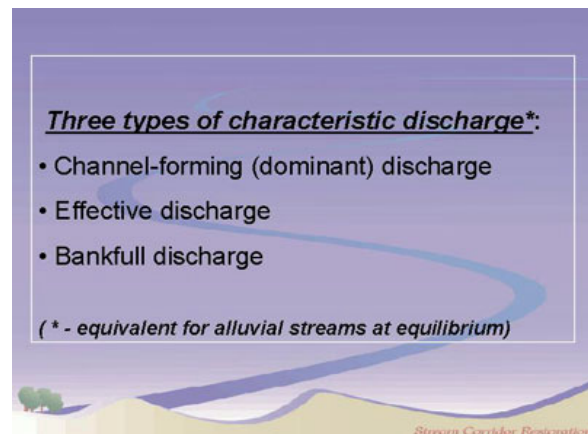 Three types of characteristic discharge*:
• Channel-forming (dominant) discharge
• Effective discharge
• Bankfull discharge
( * - equivalent for alluvial streams at equilibrium)
Stream Corridor Restoration